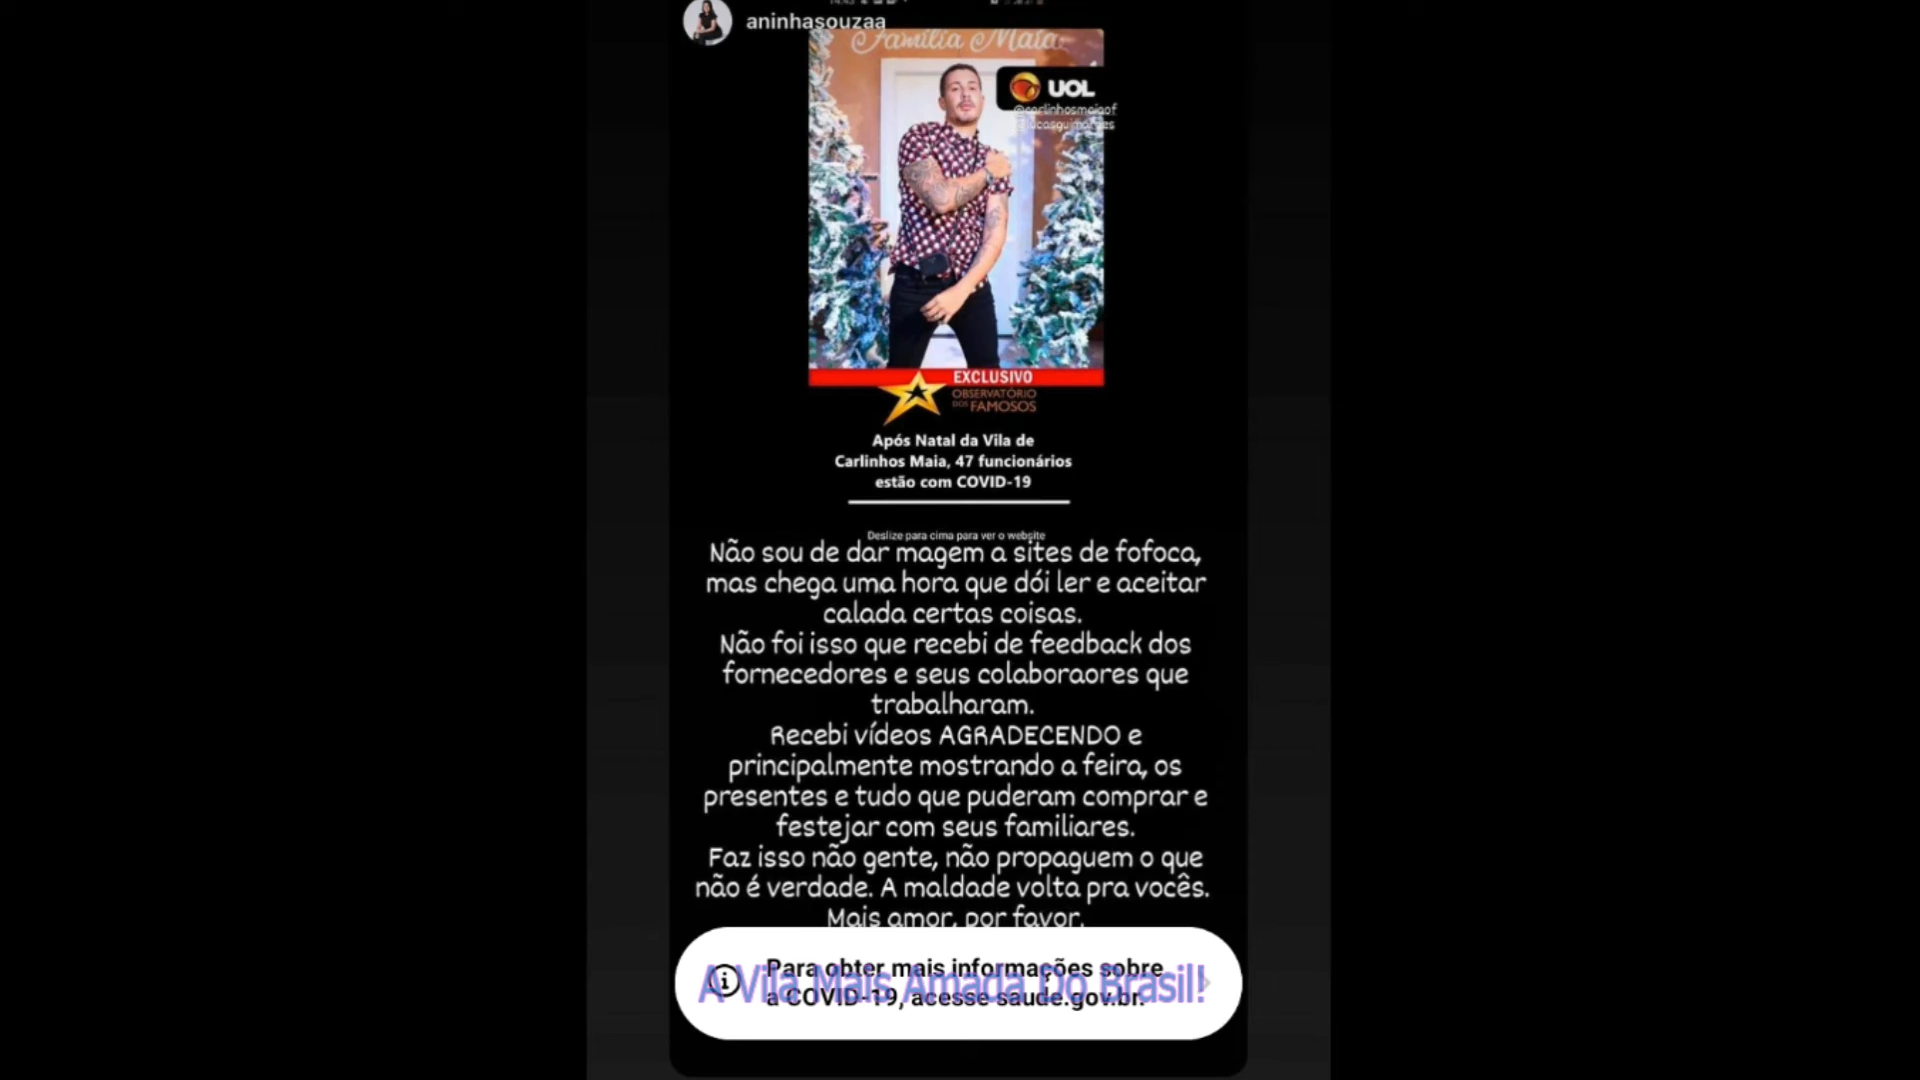 aninhasouzaa
Família Maia
UOL
@carlinhosmaiaof
@lucasguimaraes
EXCLUSIVO
OBSERVATÓRIO
DOS FAMOSOS
Após Natal da Vila de
Carlinhos Maia, 47 funcionários
estão com COVID-19
Deslize para cima para ver o website
Não sou de dar magem a sites de fofoca,
mas chega uma hora que dói ler e aceitar
calada certas coisas.
Não foi isso que recebi de feedback dos
fornecedores e seus colaboraores que
trabalharam.
Recebi vídeos AGRADECENDO e
principalmente mostrando a feira, os
presentes e tudo que puderam comprar e
festejar com seus familiares.
Faz isso não gente, não propaguem o que
não é verdade. A maldade volta pra vocês.
Mais amor, por favor.
Para obter mais informações sobre
a COVID-19, acesse saude.gov.br.
A Vila Mais Amada Do Brasil!